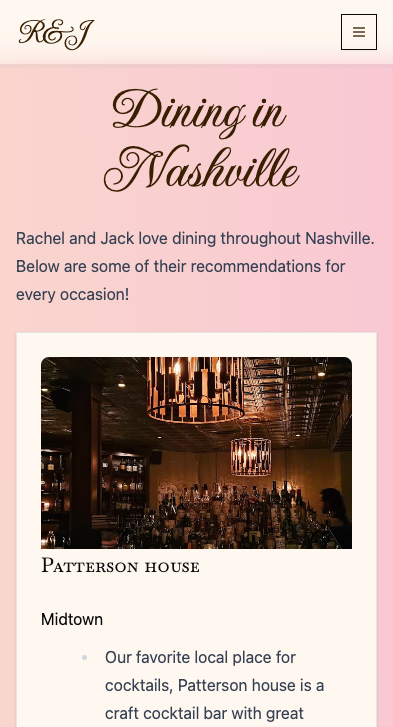 R&J
Dining in
Nashville
Rachel and Jack love dining throughout Nashville.
Below are some of their recommendations for
every occasion!
Patterson house
Midtown
Our favorite local place for
cocktails, Patterson house is a
craft cocktail bar with great